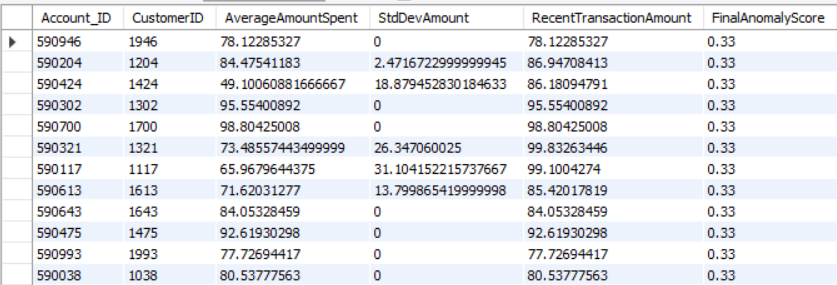 Account_ID CustomerID AverageAmountSpent StdDevAmount RecentTransactionAmount FinalAnomalyScore
590946 1946 78.12285327 0 78.12285327 0.33
590204 1204 84.47541183 2.4716722999999945 86.94708413 0.33
590424 1424 49.10060881666667 18.879452830184633 86.18094791 0.33
590302 1302 95.55400892 0 95.55400892 0.33
590700 1700 98.80425008 0 98.80425008 0.33
590321 1321 73.48557443499999 26.347060025 99.83263446 0.33
590117 1117 65.9679644375 31.104152215737667 99.1004274 0.33
590613 1613 71.62031277 13.799865419999998 85.42017819 0.33
590643 1643 84.05328459 0 84.05328459 0.33
590475 1475 92.61930298 0 92.61930298 0.33
590993 1993 77.72694417 0 77.72694417 0.33
590038 1038 80.53777563 0 80.53777563 0.33